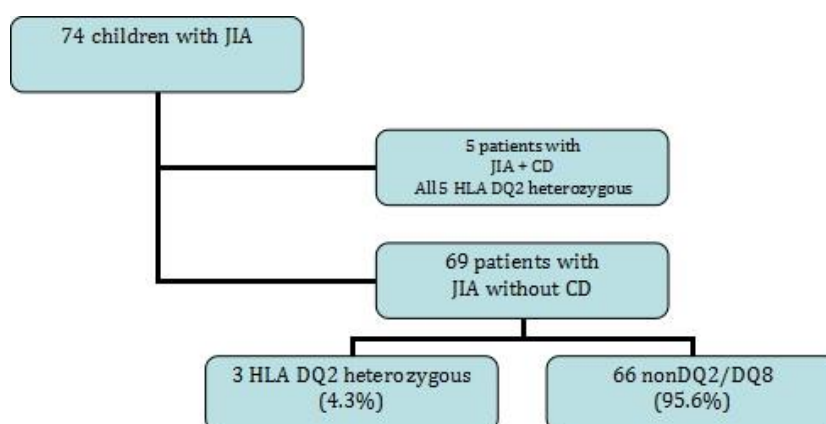 74 children with JIA
5 patients with
JIA + CD
All 5 HLA DQ2 heterozygous
69 patients with
JIA without CD
3 HLA DQ2 heterozygous
(4.3%)
66 nonDQ2/DQ8
(95.6%)